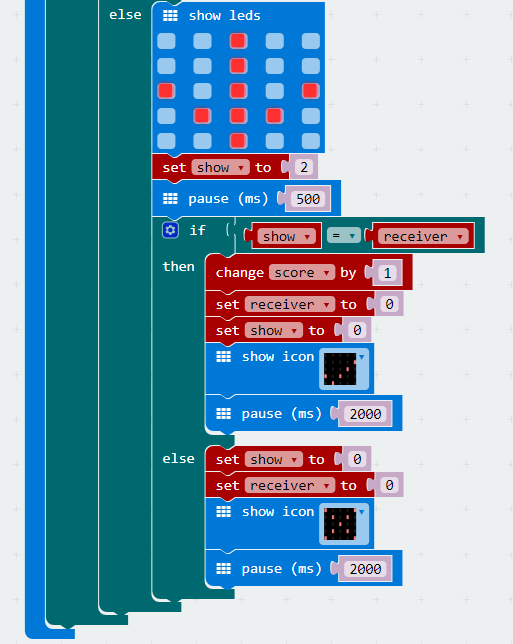 else show leds
set show to 2
pause (ms) 500
if show = receiver
then change score by 1
set receiver to 0
set show to 0
show icon
pause (ms) 2000
else set show to 0
set receiver to 0
show icon
pause (ms) 2000